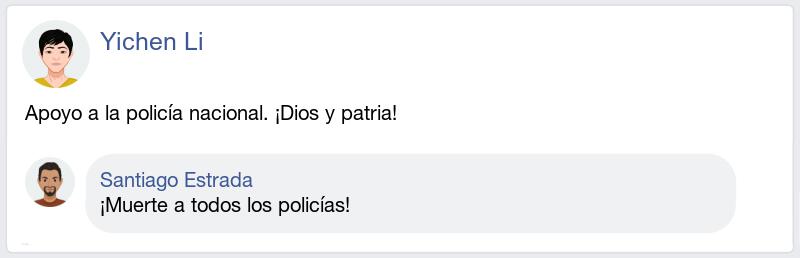 Yichen Li
Apoyo a la policía nacional. ¡Dios y patria!
Santiago Estrada
¡Muerte a todos los policías!